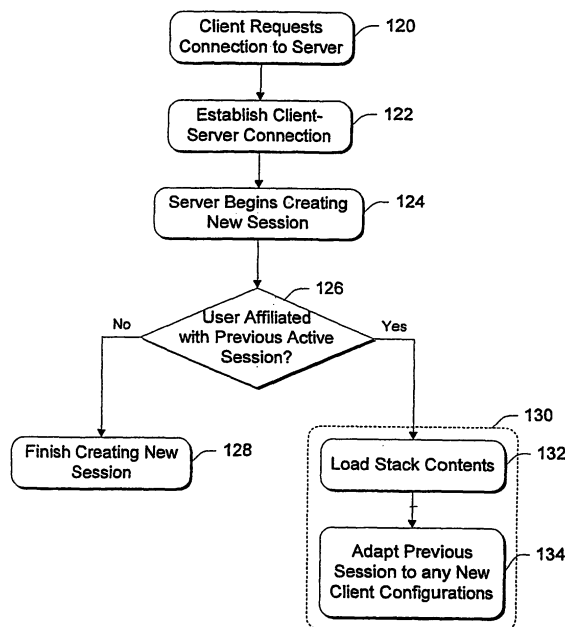 Client Requests
Connection to Server
120
Establish Client-
Server Connection
122
Server Begins Creating
New Session
124
126
User Affiliated
with Previous Active
Session?
No
Yes
130
Finish Creating New
Session
128
Load Stack Contents
132
Adapt Previous
Session to any New
Client Configurations
134